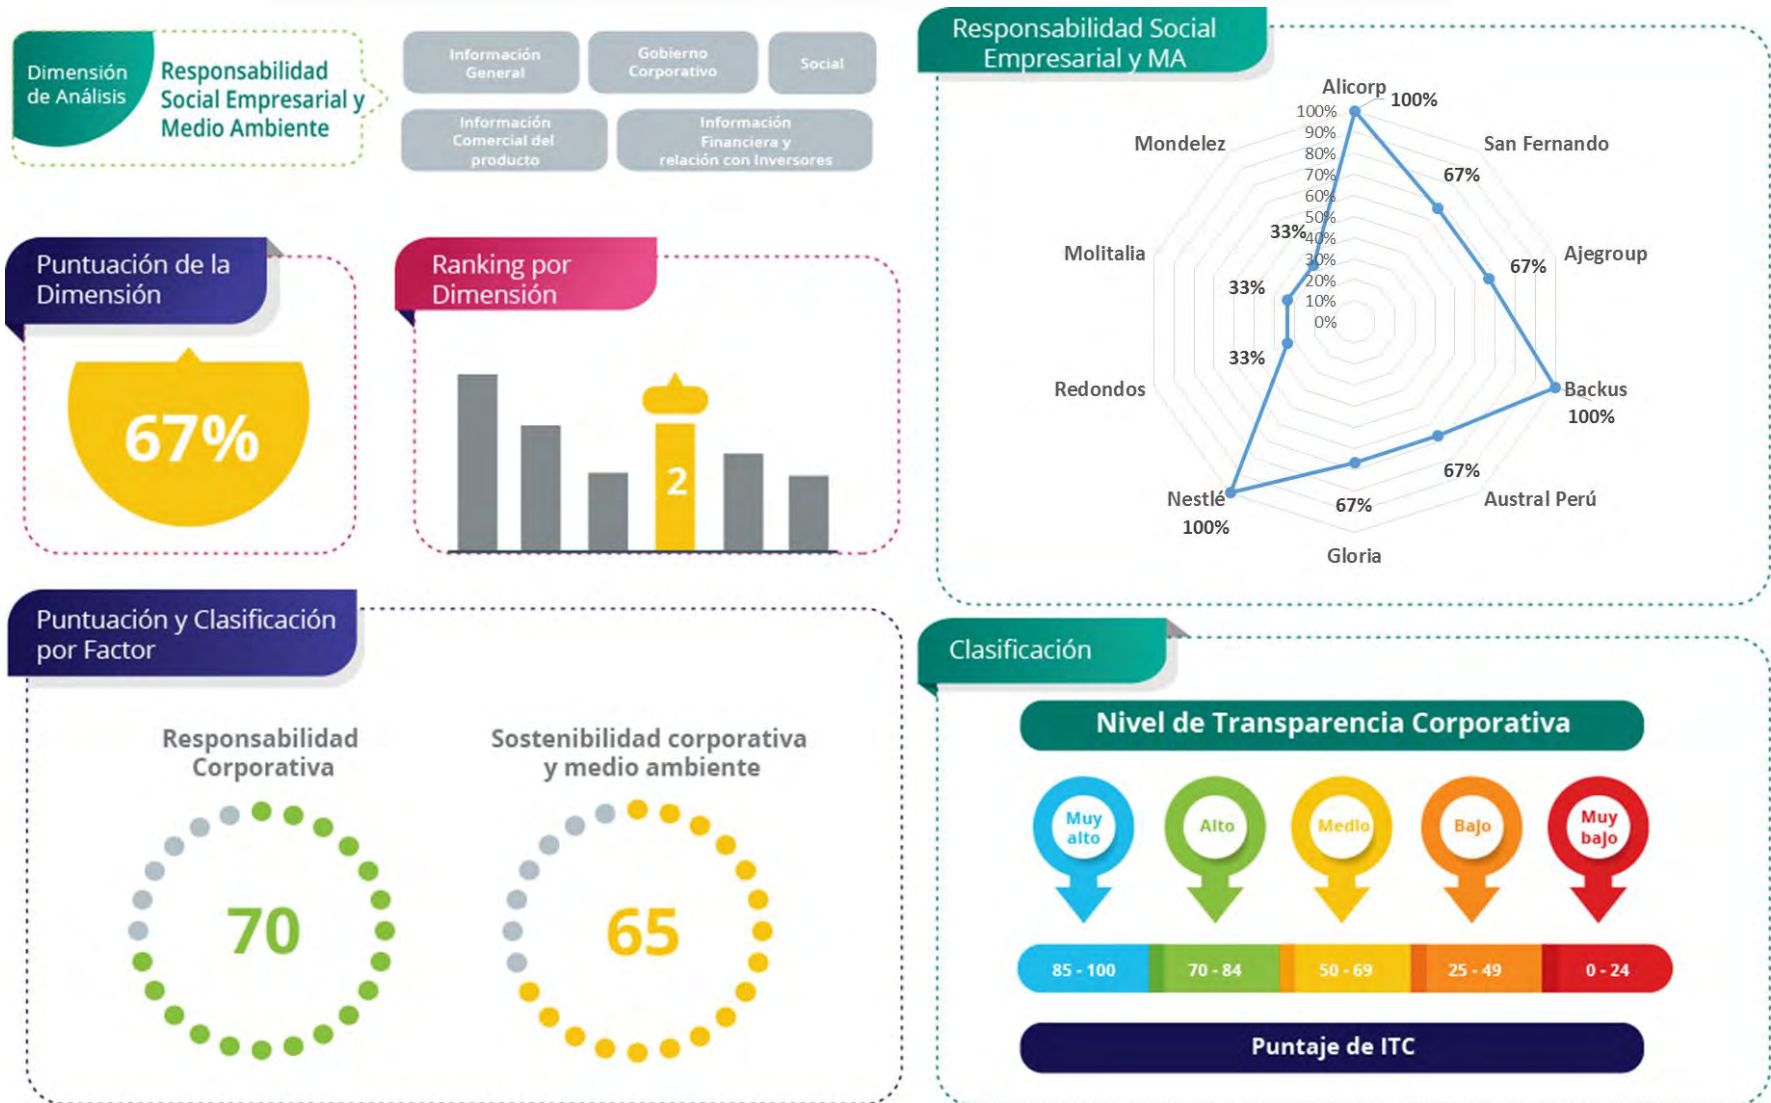 Dimensión
de Análisis
Responsabilidad
Social Empresarial y
Medio Ambiente
Información
General
Gobierno
Corporativo
Social
Información
Comercial del
producto
Información
Financiera y
relación con Inversores
Puntuación de la
Dimensión
67%
Ranking por
Dimensión
2
Responsabilidad Social
Empresarial y MA
Alicorp
100%
San Fernando
67%
Ajegroup
67%
Backus
100%
Austral Perú
67%
Gloria
67%
Nestlé
100%
Redondos
33%
Molitalia
33%
Mondelez
33%
100%
90%
80%
70%
60%
50%
40%
30%
20%
10%
0%
Puntuación y Clasificación
por Factor
Responsabilidad
Corporativa
70
Sostenibilidad corporativa
y medio ambiente
65
Clasificación
Nivel de Transparencia Corporativa
Muy
alto
Alto
Medio
Bajo
Muy
bajo
85 - 100
70 - 84
50 - 69
25 - 49
0 - 24
Puntaje de ITC